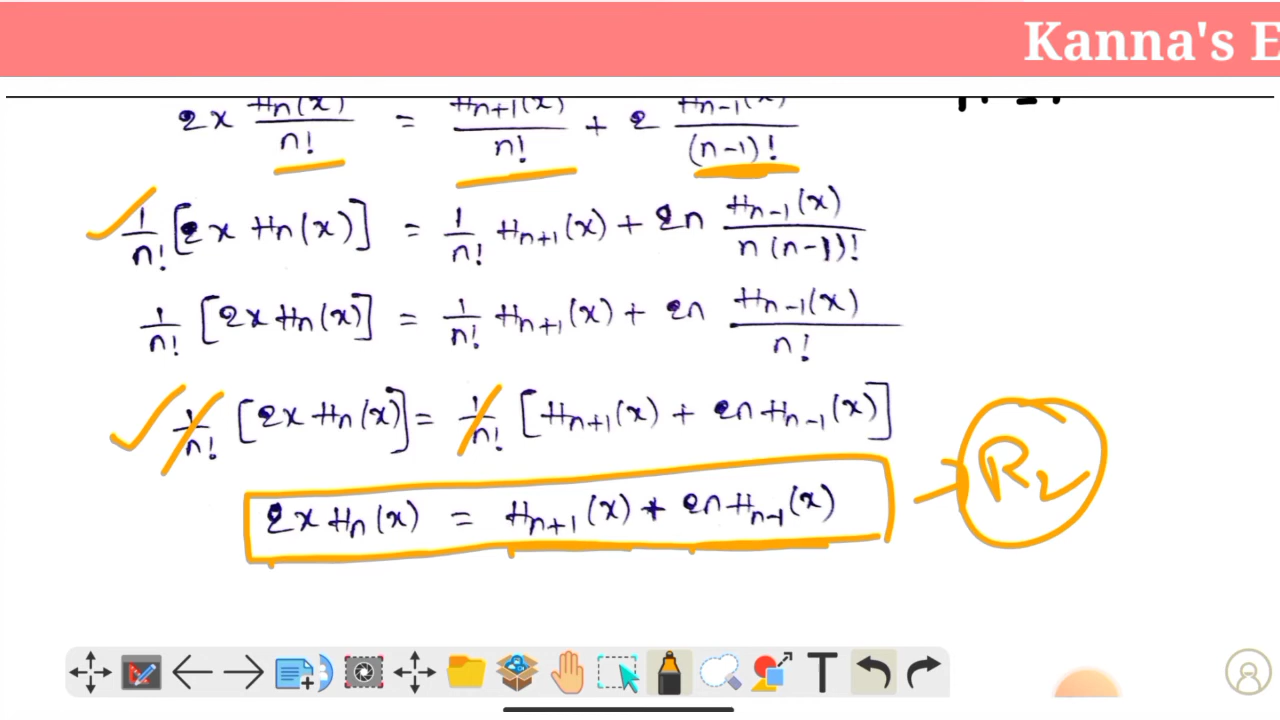 Kanna's E
2x Hn(x)/n! = Hn+1(x)/n! + 2 Hn-1(x)/(n-1)!
1/n! [2x Hn(x)] = 1/n! Hn+1(x) + 2n Hn-1(x)/n(n-1)!
1/n! [2x Hn(x)] = 1/n! Hn+1(x) + 2n Hn-1(x)/n!
1/n! [2x Hn(x)] = 1/n! [Hn+1(x) + 2n Hn-1(x)]
2x Hn(x) = Hn+1(x) + 2n Hn-1(x)
R2